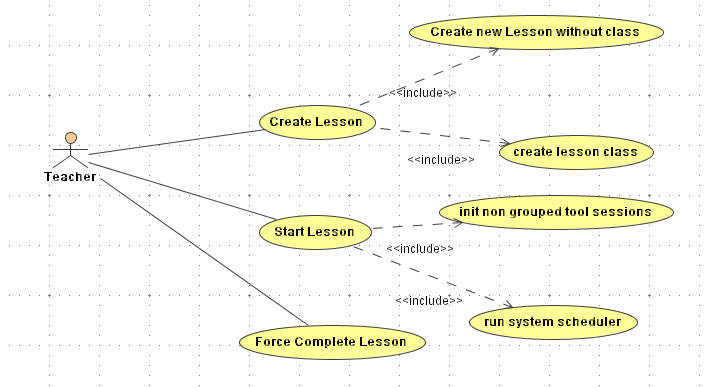 Create new Lesson without class
<<include>>
Create Lesson
create lesson class
<<include>>
Teacher
init non grouped tool sessions
Start Lesson
<<include>>
<<include>>
run system scheduler
Force Complete Lesson